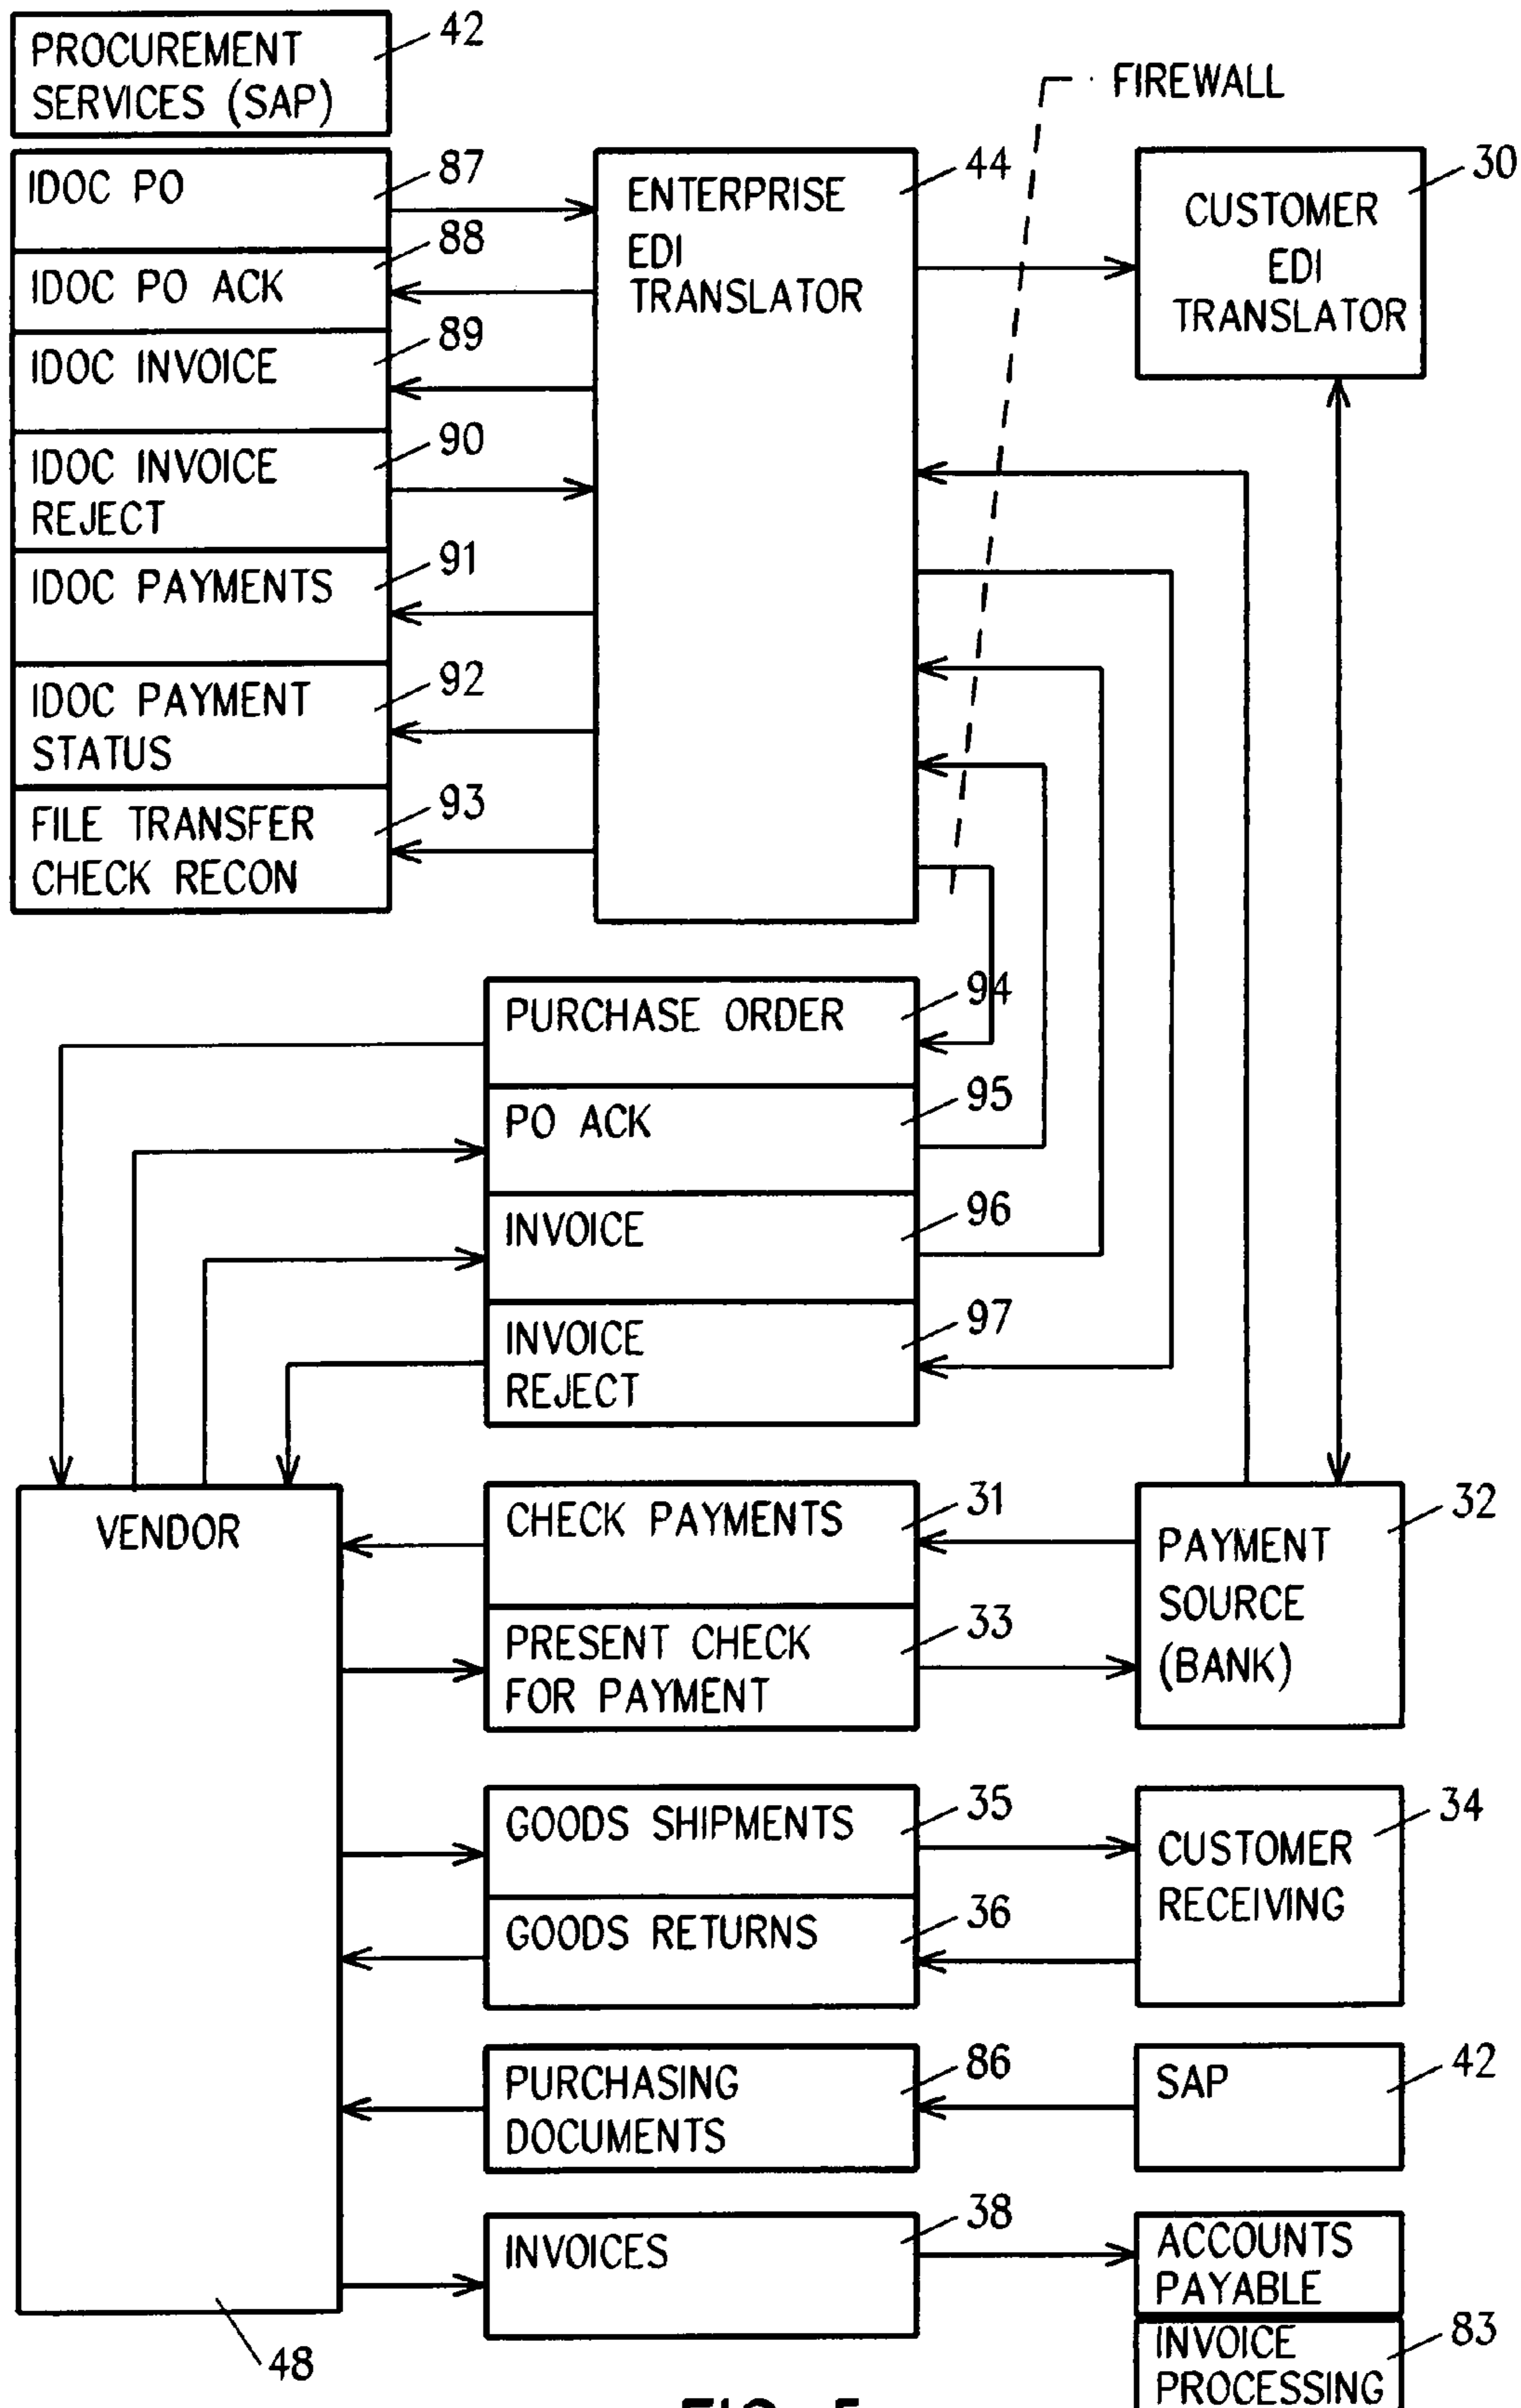 PROCUREMENT
SERVICES (SAP)
42
FIREWALL
IDOC PO
87
IDOC PO ACK
88
IDOC INVOICE
89
IDOC INVOICE
REJECT
90
IDOC PAYMENTS
91
IDOC PAYMENT
STATUS
92
FILE TRANSFER
CHECK RECON
93
ENTERPRISE
EDI
TRANSLATOR
44
CUSTOMER
EDI
TRANSLATOR
30
PURCHASE ORDER
94
PO ACK
95
INVOICE
96
INVOICE
REJECT
97
VENDOR
48
CHECK PAYMENTS
31
PRESENT CHECK
FOR PAYMENT
33
PAYMENT
SOURCE
(BANK)
32
GOODS SHIPMENTS
35
GOODS RETURNS
36
CUSTOMER
RECEIVING
34
PURCHASING
DOCUMENTS
86
SAP
42
INVOICES
38
ACCOUNTS
PAYABLE
INVOICE
PROCESSING
83